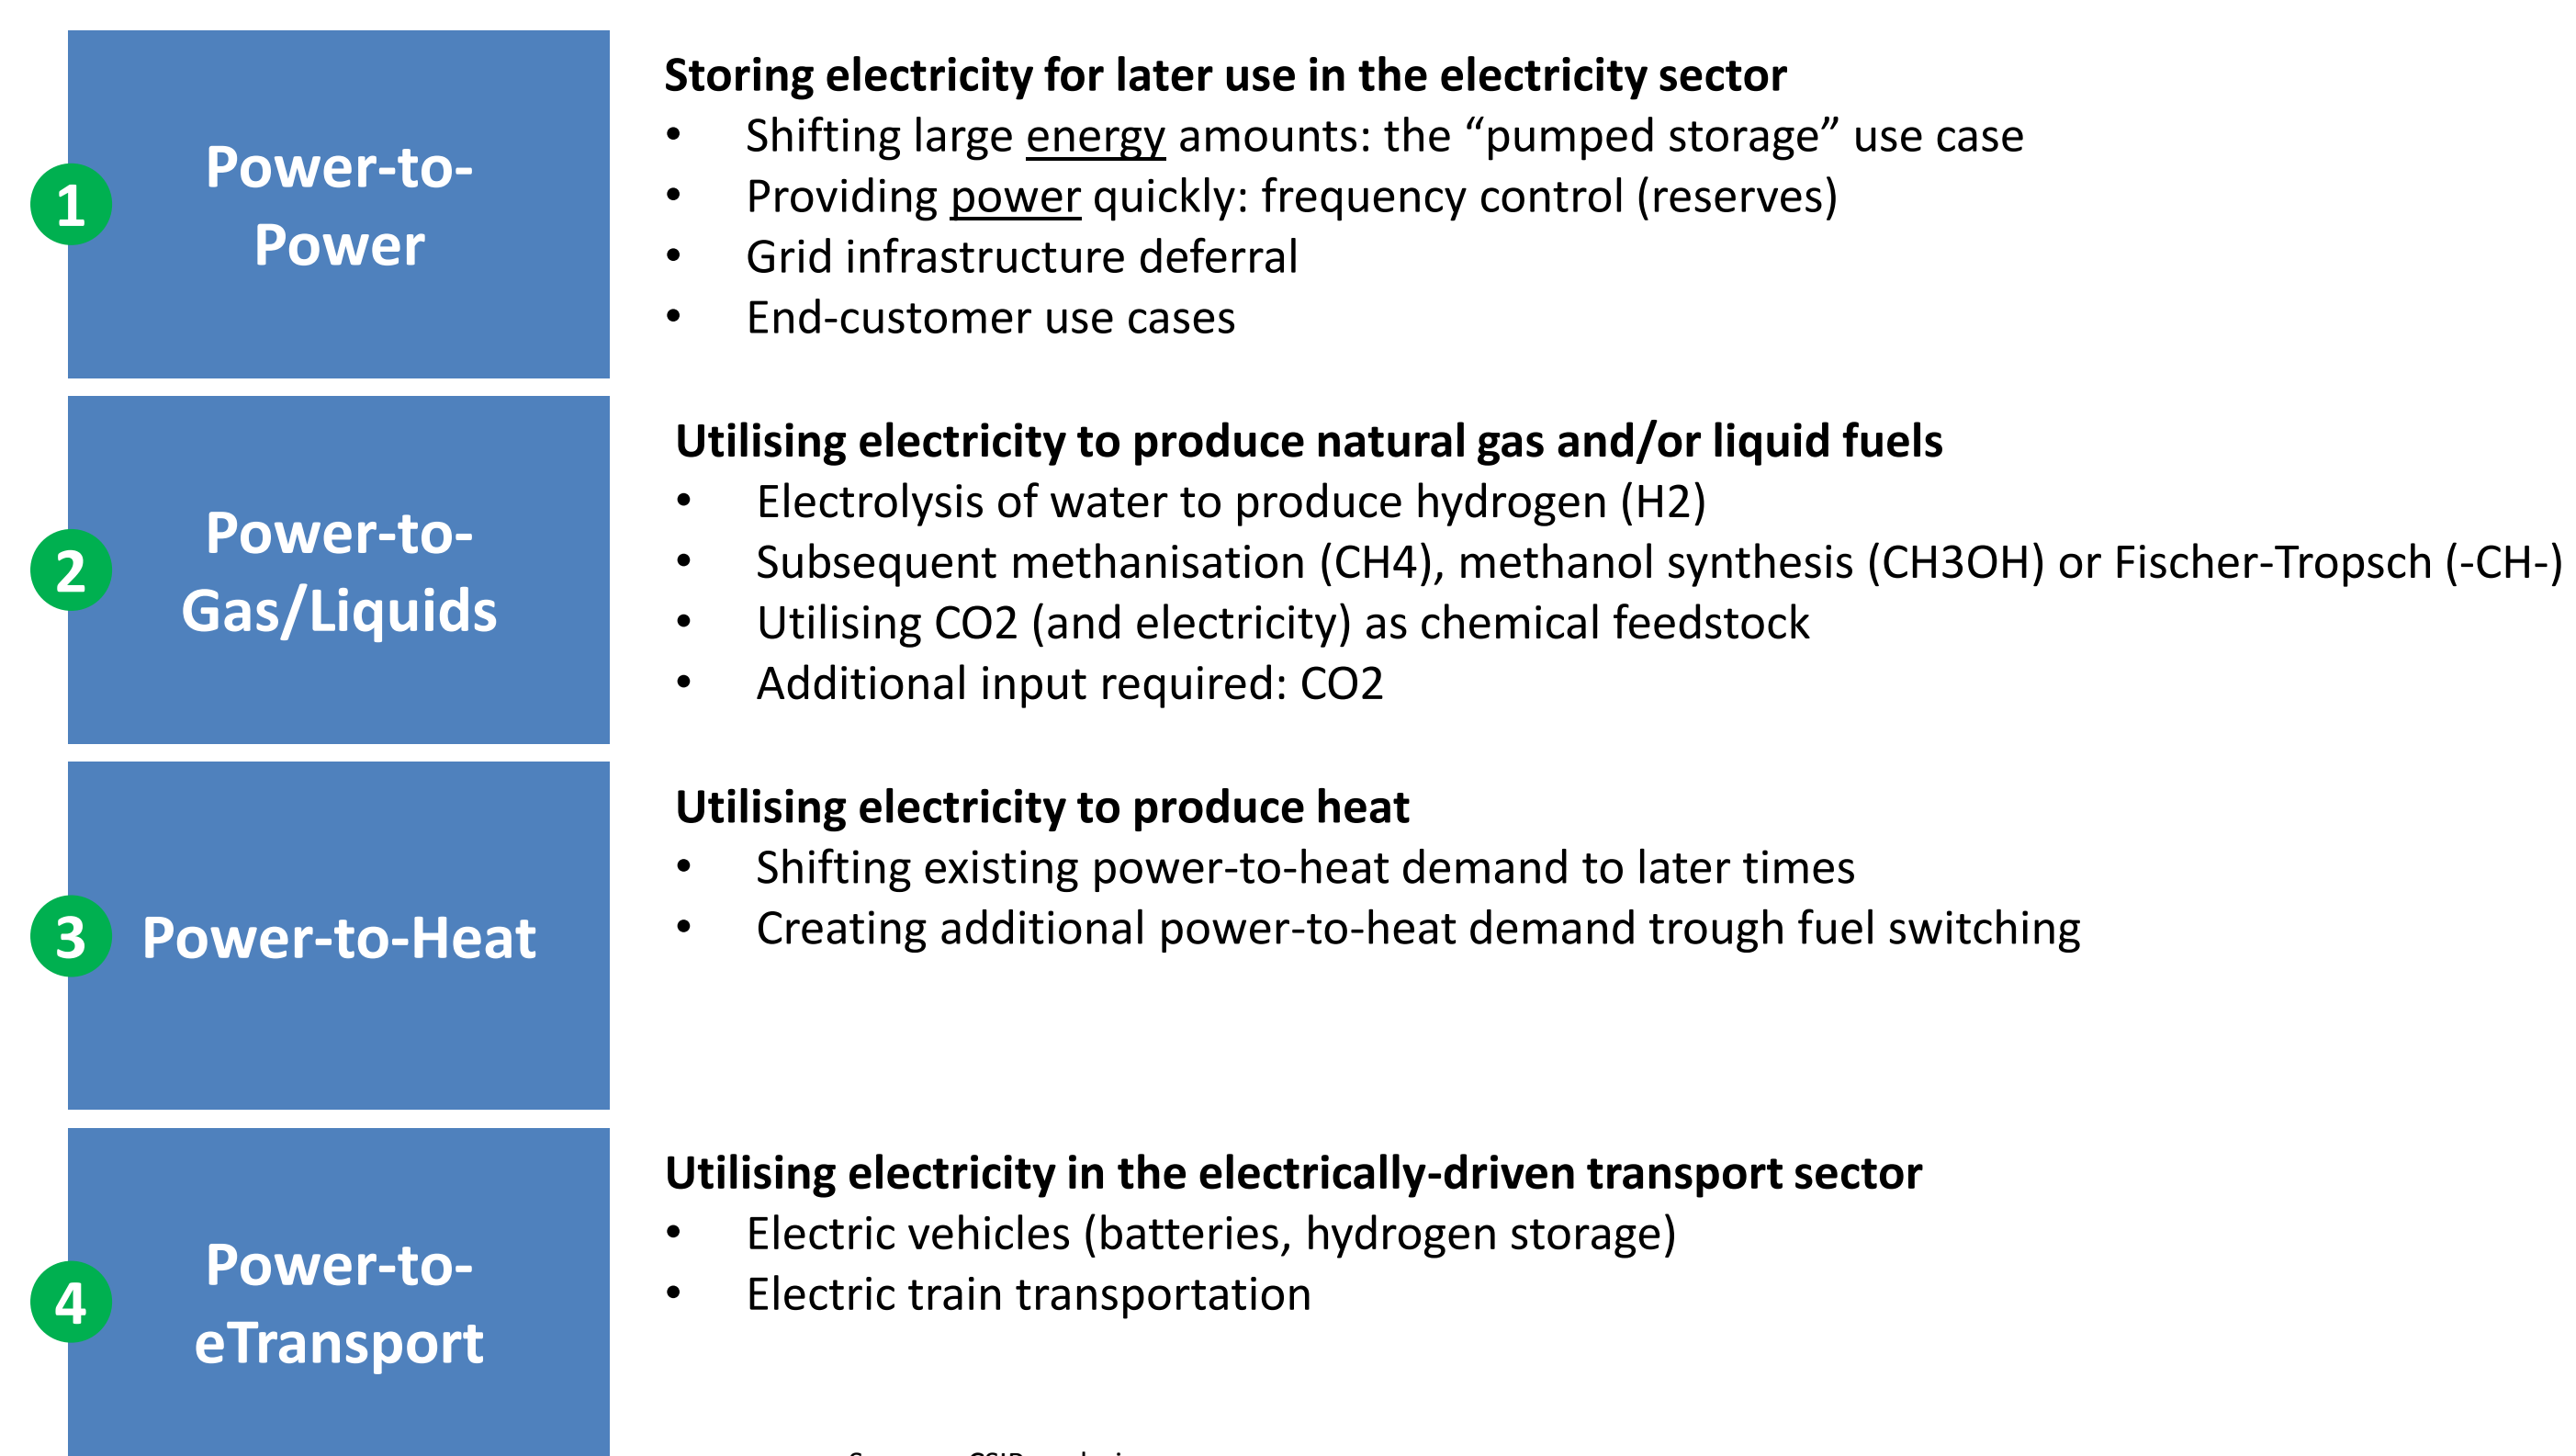 1
Power-to-
Power
Storing electricity for later use in the electricity sector
• Shifting large energy amounts: the “pumped storage” use case
• Providing power quickly: frequency control (reserves)
• Grid infrastructure deferral
• End-customer use cases
2
Power-to-
Gas/Liquids
Utilising electricity to produce natural gas and/or liquid fuels
• Electrolysis of water to produce hydrogen (H2)
• Subsequent methanisation (CH4), methanol synthesis (CH3OH) or Fischer-Tropsch (-CH-)
• Utilising CO2 (and electricity) as chemical feedstock
• Additional input required: CO2
3
Power-to-Heat
Utilising electricity to produce heat
• Shifting existing power-to-heat demand to later times
• Creating additional power-to-heat demand trough fuel switching
4
Power-to-
eTransport
Utilising electricity in the electrically-driven transport sector
• Electric vehicles (batteries, hydrogen storage)
• Electric train transportation